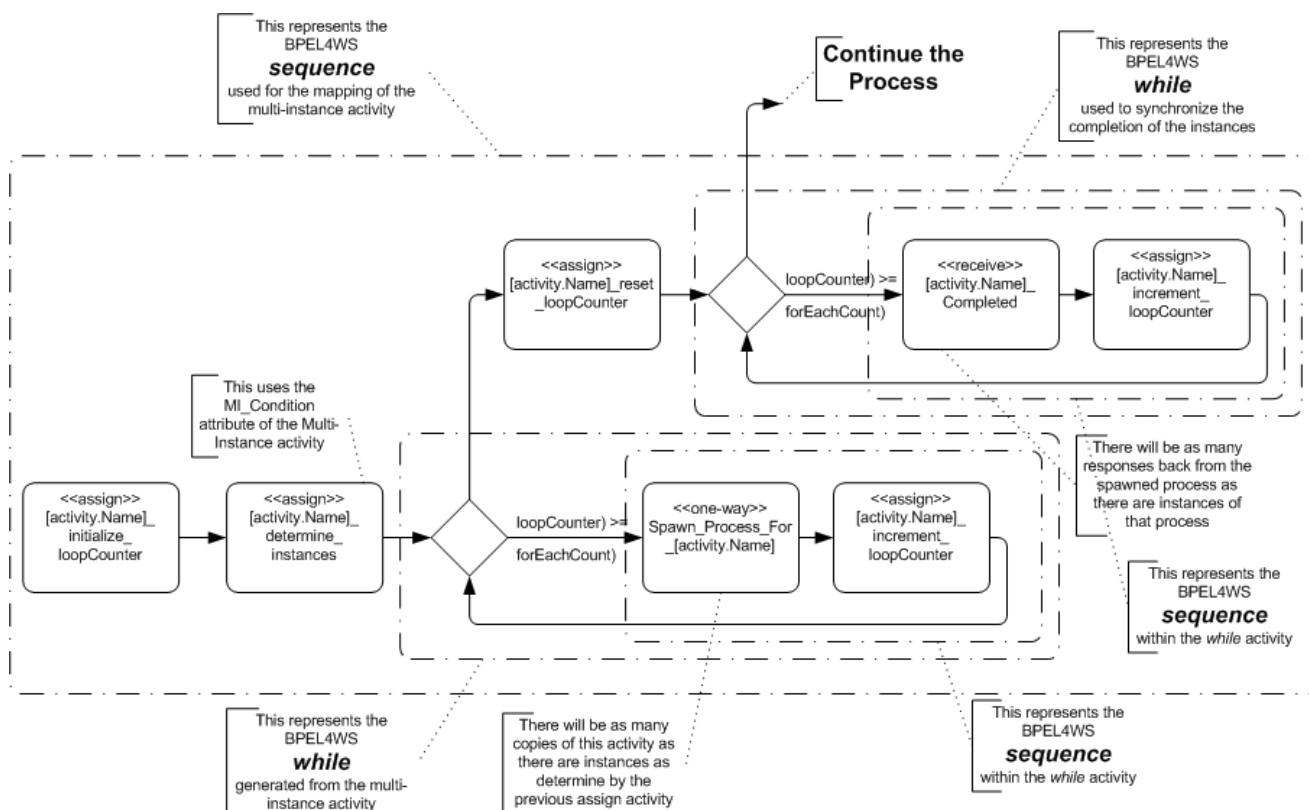 This represents the
BPEL4WS
sequence
used for the mapping of the
multi-instance activity
Continue the
Process
This represents the
BPEL4WS
while
used to synchronize the
completion of the instances
<<assign>>
[activity.Name]_reset
_loopCounter
loopCounter) >=
forEachCount)
<<receive>>
[activity.Name]_
Completed
<<assign>>
[activity.Name]_
increment_
loopCounter
This uses the
MI_Condition
attribute of the Multi-
Instance activity
There will be as many
responses back from the
spawned process as
there are instances of
that process
<<assign>>
[activity.Name]_
initialize_
loopCounter
<<assign>>
[activity.Name]_
determine_
instances
loopCounter) >=
forEachCount)
<<one-way>>
Spawn_Process_For
_[activity.Name]
<<assign>>
[activity.Name]_
increment_
loopCounter
This represents the
BPEL4WS
sequence
within the while activity
This represents the
BPEL4WS
while
generated from the multi-
instance activity
There will be as many
copies of this activity as
there are instances as
determine by the
previous assign activity
This represents the
BPEL4WS
sequence
within the while activity